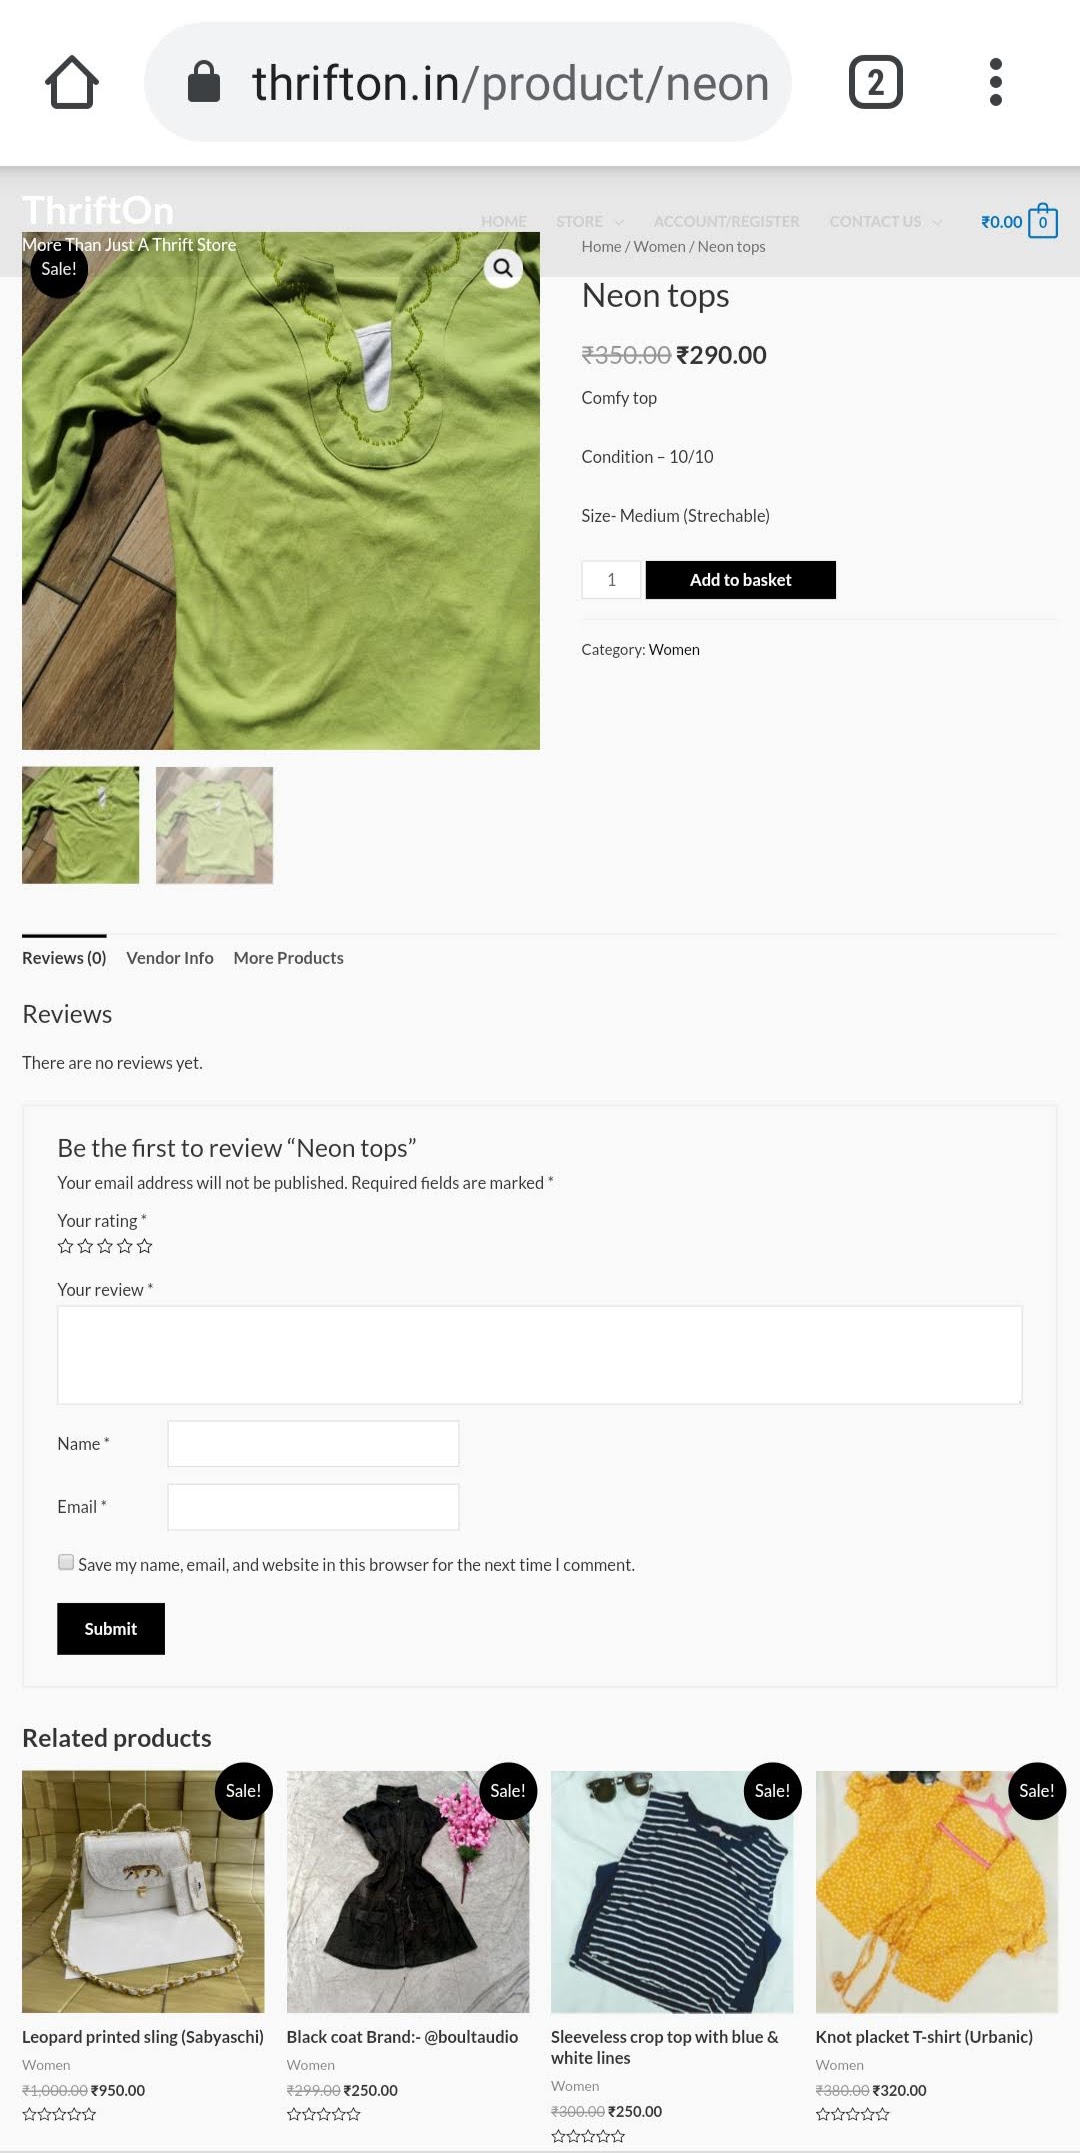 thrifton.in/product/neon
2
ThriftOn
More Than Just A Thrift Store
HOME STORE ACCOUNT/REGISTER CONTACT US ₹0.00 0
Sale!
Home / Women / Neon tops
Neon tops
₹350.00 ₹290.00
Comfy top
Condition – 10/10
Size- Medium (Strechable)
1 Add to basket
Category: Women
Reviews (0) Vendor Info More Products
Reviews
There are no reviews yet.
Be the first to review “Neon tops”
Your email address will not be published. Required fields are marked *
Your rating *
Your review *
Name *
Email *
Save my name, email, and website in this browser for the next time I comment.
Submit
Related products
Sale! Sale! Sale! Sale!
Leopard printed sling (Sabyaschi)
Women
₹1,000.00 ₹950.00
Black coat Brand:- @boultaudio
Women
₹299.00 ₹250.00
Sleeveless crop top with blue &
white lines
Women
₹300.00 ₹250.00
Knot placket T-shirt (Urbanic)
Women
₹380.00 ₹320.00